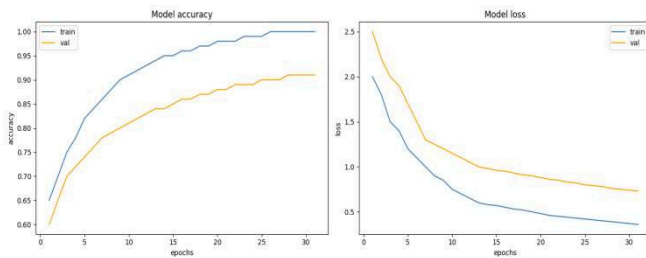 Model accuracy
train
val
1.00
0.95
0.90
0.85
0.80
0.75
0.70
0.65
0.60
accuracy
0 5 10 15 20 25 30
epochs
Model loss
train
val
2.5
2.0
1.5
1.0
0.5
loss
0 5 10 15 20 25 30
epochs